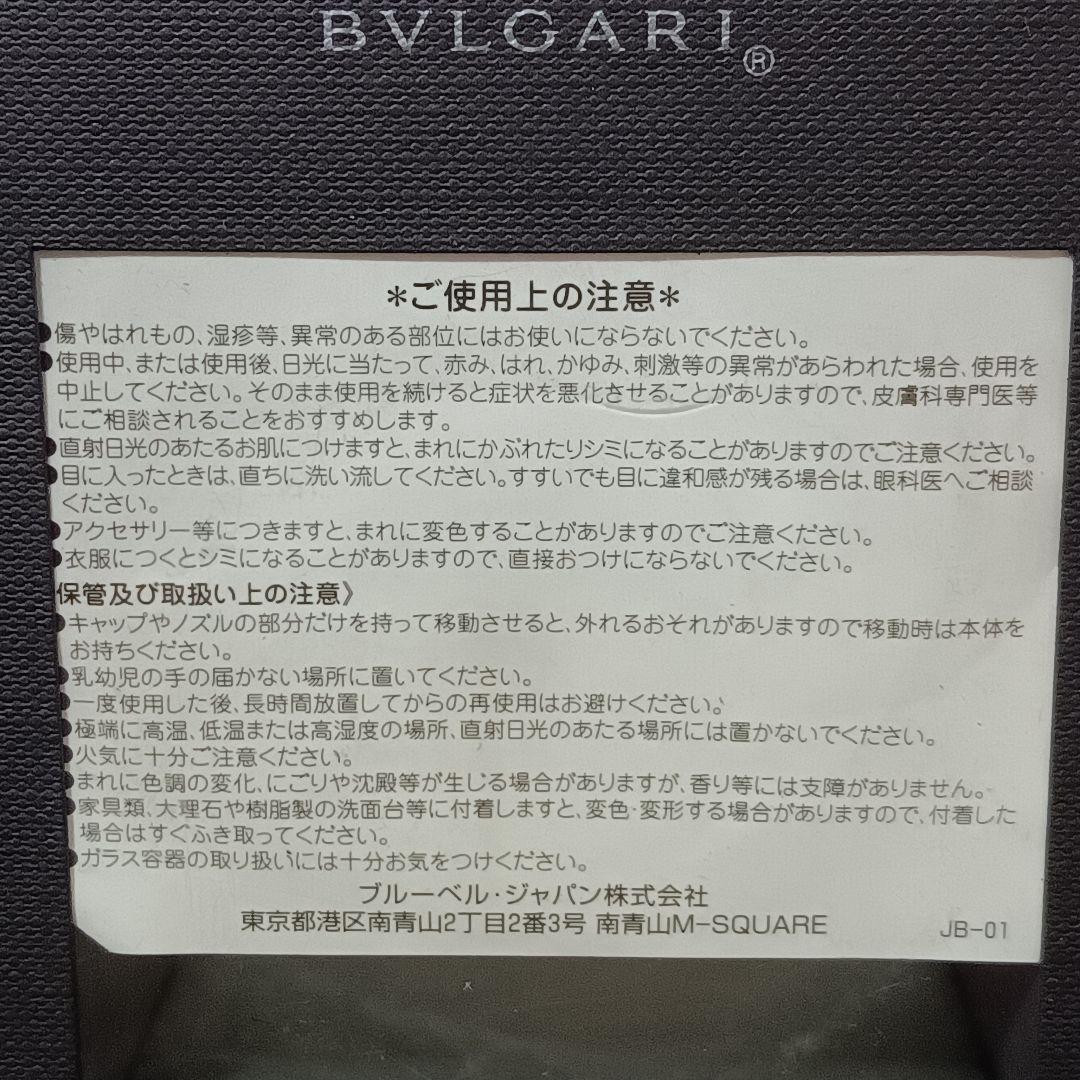 BVLGARI®
*ご使用上の注意*
●傷やはれもの、湿疹等、異常のある部位にはお使いにならないでください。
●使用中、または使用後、日光に当たって、赤み、はれ、かゆみ、刺激等の異常があらわれた場合、使用を
中止してください。そのまま使用を続けると症状を悪化させることがありますので、皮膚科専門医等
にご相談されることをおすすめします。
●直射日光のあたるお肌につけますと、まれにかぶれたりシミになることがありますのでご注意ください。
●目に入ったときは、直ちに洗い流してください。すすいでも目に違和感が残る場合は、眼科医へご相談
ください。
●アクセサリー等につきますと、まれに変色することがありますのでご注意ください。
●衣服につくとシミになることがありますので、直接おつけにならないでください。
保管及び取扱い上の注意》
●キャップやノズルの部分だけを持って移動させると、外れるおそれがありますので移動時は本体を
お持ちください。
●乳幼児の手の届かない場所に置いてください。
●一度使用した後、長時間放置してからの再使用はお避けください。
●極端に高温、低温または高湿度の場所、直射日光のあたる場所には置かないでください。
●火気に十分ご注意ください。
●まれに色調の変化、にごりや沈殿等が生じる場合がありますが、香り等には支障がありません。
●家具類、大理石や樹脂製の洗面台等に付着しますと、変色・変形する場合がありますので、付着した
場合はすぐふき取ってください。
●ガラス容器の取り扱いには十分お気をつけください。
ブルーベル・ジャパン株式会社
東京都港区南青山2丁目2番3号 南青山M-SQUARE
JB-01